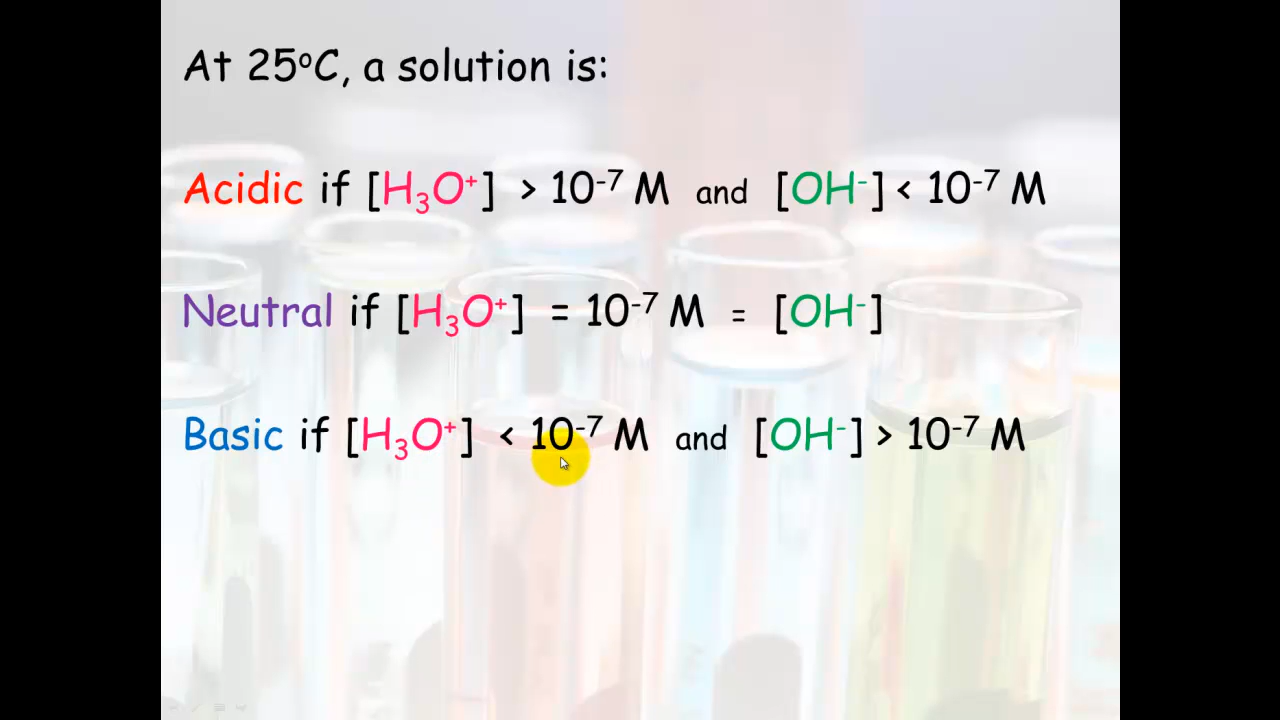 At 25°C, a solution is:
Acidic if [H₃O⁺] > 10⁻⁷ M and [OH⁻] < 10⁻⁷ M
Neutral if [H₃O⁺] = 10⁻⁷ M = [OH⁻]
Basic if [H₃O⁺] < 10⁻⁷ M and [OH⁻] > 10⁻⁷ M